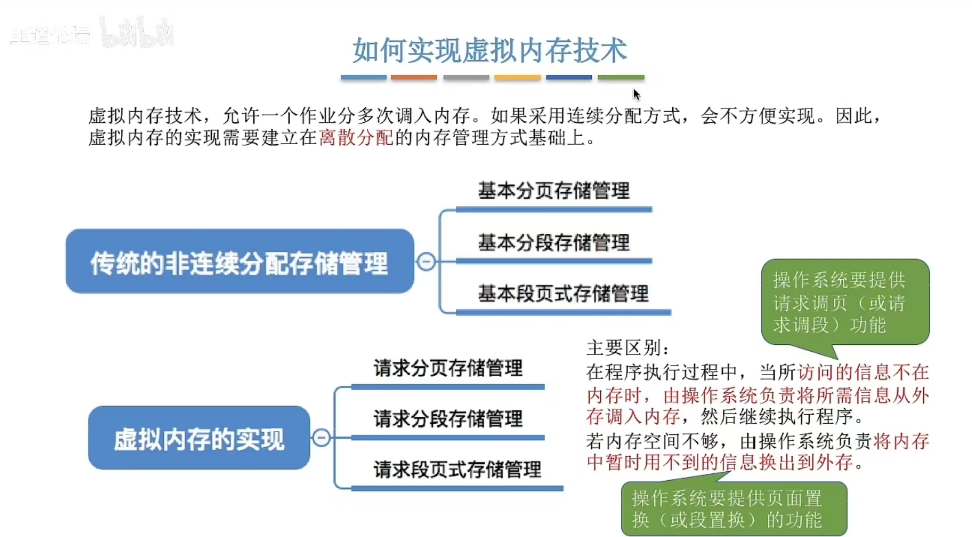 如何实现虚拟内存技术
虚拟内存技术，允许一个作业分多次调入内存。如果采用连续分配方式，会不方便实现。因此，
虚拟内存的实现需要建立在离散分配的内存管理方式基础上。
传统的非连续分配存储管理
基本分页存储管理
基本分段存储管理
基本段页式存储管理
虚拟内存的实现
请求分页存储管理
请求分段存储管理
请求段页式存储管理
操作系统要提供
请求调页（或请
求调段）功能
主要区别：
在程序执行过程中，当所访问的信息不在
内存时，由操作系统负责将所需信息从外
存调入内存，然后继续执行程序。
若内存空间不够，由操作系统负责将内存
中暂时用不到的信息换出到外存。
操作系统要提供页面置
换（或段置换）的功能